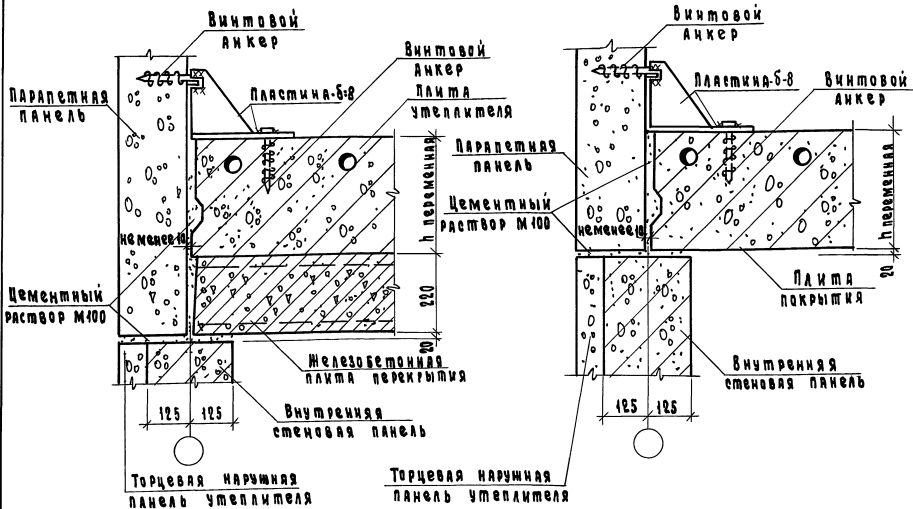 Винтовой
анкер
Винтовой
анкер
Пластина-б=8
Плита
утеплителя
Парапетная
панель
h переменная
не менее 10
220
Цементный
раствор М100
20
Железобетонная
плита перекрытия
125
125
Внутренняя
стеновая панель
Торцевая наружная
панель утеплителя
Винтовой
анкер
Пластина-б-8
Винтовой
анкер
Парапетная
панель
h переменная
Цементный
раствор М100
не менее 10
20
Плита
покрытия
Внутренняя
стеновая панель
125
125
Торцевая наружная
панель утеплителя